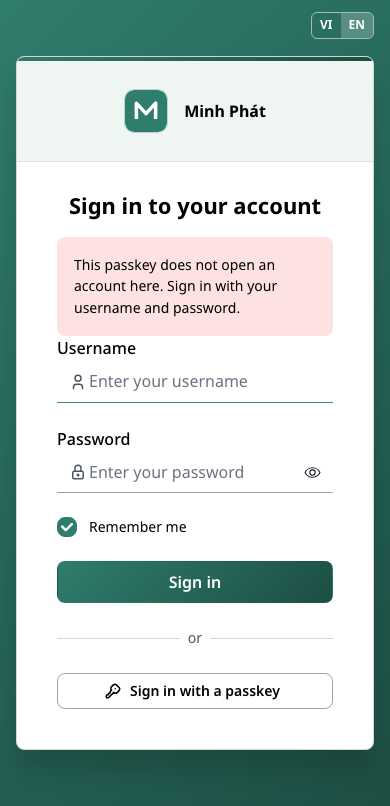 VI EN
Minh Phát
Sign in to your account
This passkey does not open an
account here. Sign in with your
username and password.
Username
Enter your username
Password
Enter your password
Remember me
Sign in
or
Sign in with a passkey